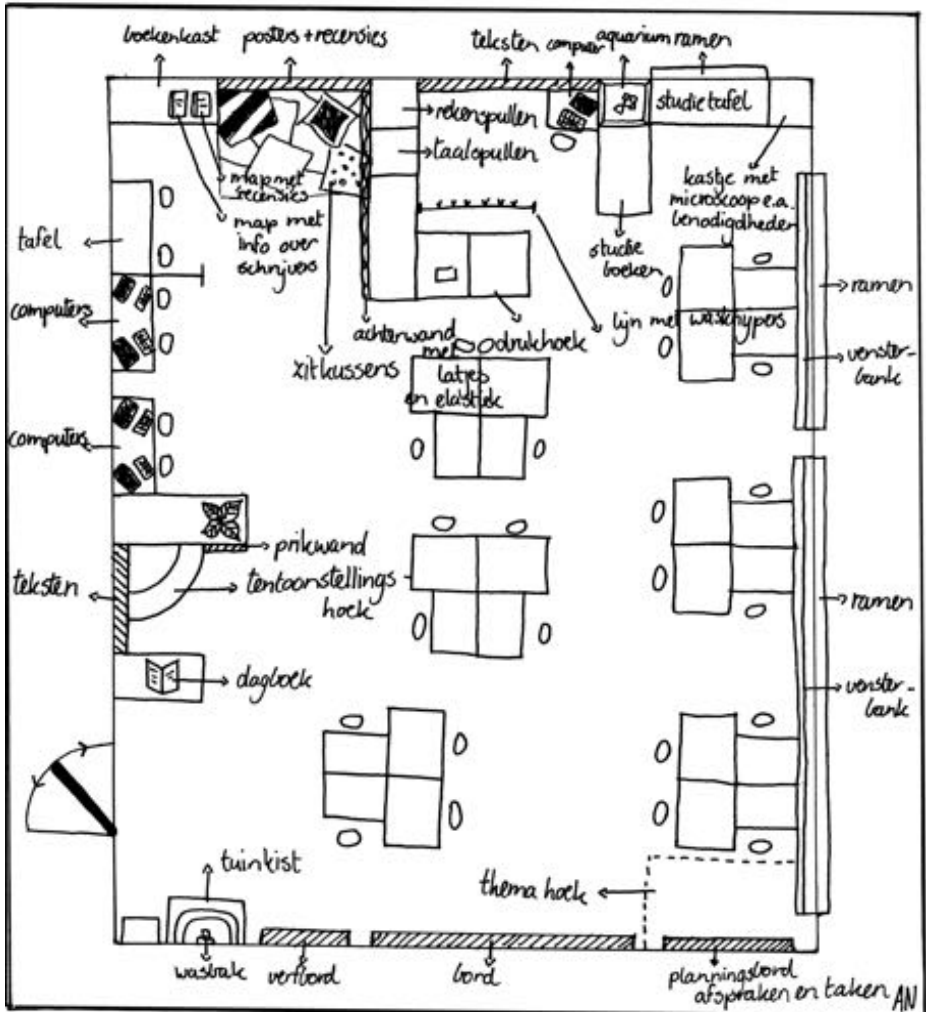 boekenkast
posters + recensies
teksten
computer
aquarium
ramen
rekenspullen
taalspullen
studietafel
map met
recensies
map met
info over
schrijvers
kastje met
microscoop e.a.
benodigdheden
tafel
studie
boeken
computers
zitkussens
achterwand
met
latjes
en elastiek
drukhoek
lijn met wasknijpers
ramen
venster-
bank
computers
prikwand
teksten
tentoonstellings
hoek
ramen
dagboek
venster-
bank
tuinkist
thema hoek
wasbak
verfbord
bord
planningsbord
afspraken en taken
AN